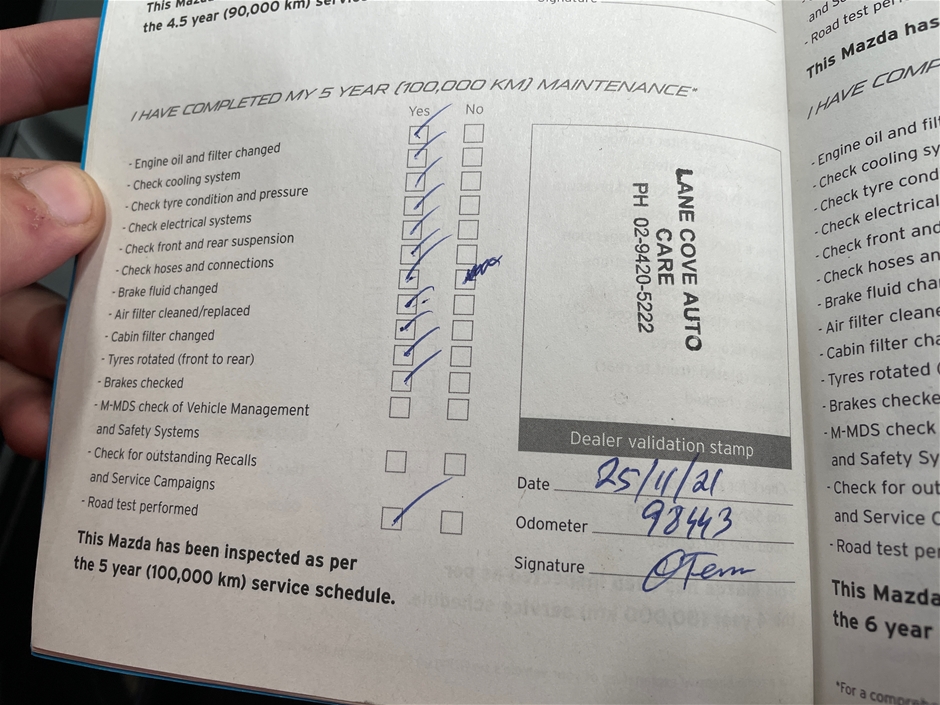 This Mazda
the 4.5 year (90,000 km) service
Signature
I HAVE COMPLETED MY 5 YEAR (100,000 KM) MAINTENANCE*
Yes No
- Engine oil and filter changed
- Check cooling system
- Check tyre condition and pressure
- Check electrical systems
- Check front and rear suspension
- Check hoses and connections
- Brake fluid changed
- Air filter cleaned/replaced
- Cabin filter changed
- Tyres rotated (front to rear)
- Brakes checked
- M-MDS check of Vehicle Management
and Safety Systems
- Check for outstanding Recalls
and Service Campaigns
- Road test performed
This Mazda has been inspected as per
the 5 year (100,000 km) service schedule.
LANE COVE AUTO
CARE
PH 02-9420-5222
Dealer validation stamp
Date 25/11/21
Odometer 98443
Signature
- Road test per
This Mazda has
I HAVE COMP
- Engine oil and filt
- Check cooling sy
- Check tyre cond
- Check electrical
- Check front and
- Check hoses an
- Brake fluid cha
- Air filter cleane
- Cabin filter cha
- Tyres rotated (
- Brakes checke
- M-MDS check
and Safety Sy
- Check for out
and Service C
- Road test per
This Mazda
the 6 year
*For a comprehe